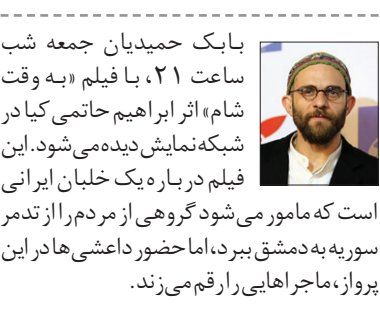 بابک حمیدیان جمعه شب
ساعت ۲۱، با فیلم «به وقت
شام» اثر ابراهیم حاتمی کیا در
شبکه نمایش دیده می‌شود. این
فیلم درباره یک خلبان ایرانی
است که مامور می‌شود گروهی از مردم را از تدمر
سوریه به دمشق ببرد، اما حضور داعشی‌ها در این
پرواز، ماجراهایی را رقم می‌زند.